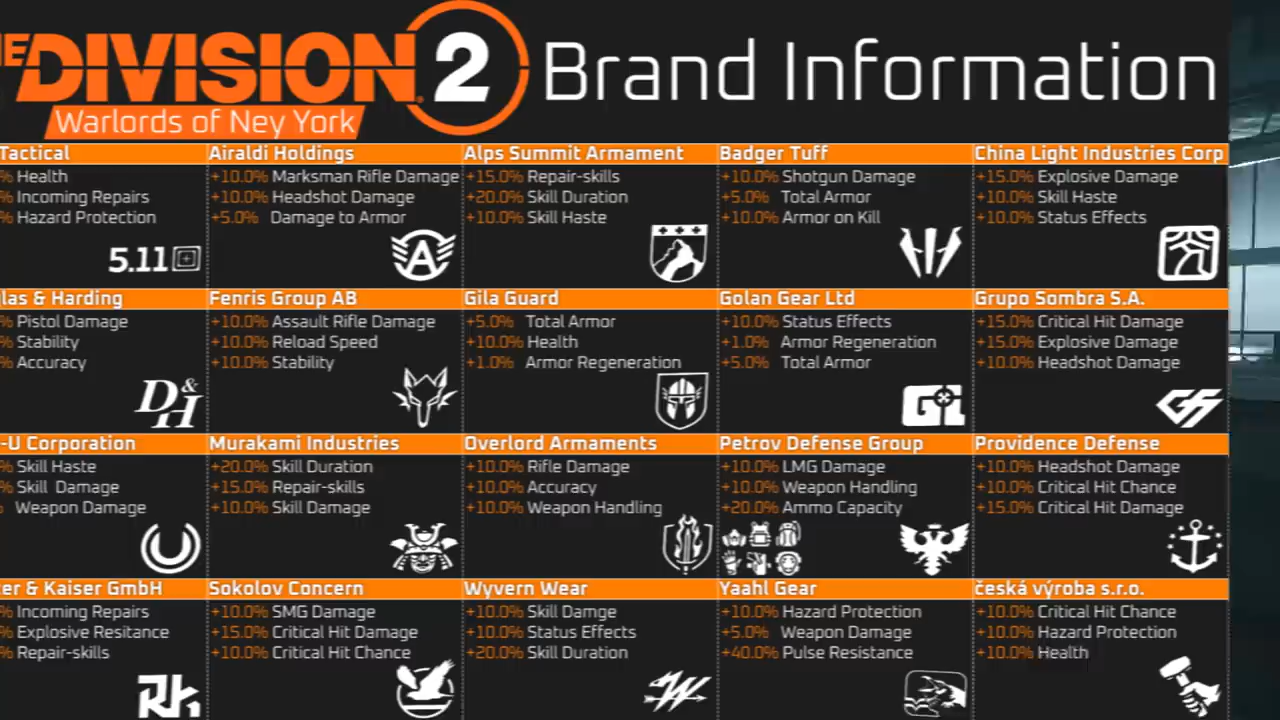 HE DIVISION 2 Brand Information
Warlords of Ney York
Tactical
% Health
% Incoming Repairs
% Hazard Protection
5.11
Airaldi Holdings
+10.0% Marksman Rifle Damage
+10.0% Headshot Damage
+5.0% Damage to Armor
A
Alps Summit Armament
+15.0% Repair-skills
+20.0% Skill Duration
+10.0% Skill Haste
Badger Tuff
+10.0% Shotgun Damage
+5.0% Total Armor
+10.0% Armor on Kill
China Light Industries Corp
+15.0% Explosive Damage
+10.0% Skill Haste
+10.0% Status Effects
las & Harding
% Pistol Damage
% Stability
% Accuracy
D&H
Fenris Group AB
+10.0% Assault Rifle Damage
+10.0% Reload Speed
+10.0% Stability
Gila Guard
+5.0% Total Armor
+10.0% Health
+1.0% Armor Regeneration
Golan Gear Ltd
+10.0% Status Effects
+1.0% Armor Regeneration
+5.0% Total Armor
Grupo Sombra S.A.
+15.0% Critical Hit Damage
+15.0% Explosive Damage
+10.0% Headshot Damage
GS
-U Corporation
% Skill Haste
% Skill Damage
Weapon Damage
Murakami Industries
+20.0% Skill Duration
+15.0% Repair-skills
+10.0% Skill Damage
Overlord Armaments
+10.0% Rifle Damage
+10.0% Accuracy
+10.0% Weapon Handling
Petrov Defense Group
+10.0% LMG Damage
+10.0% Weapon Handling
+20.0% Ammo Capacity
Providence Defense
+10.0% Headshot Damage
+10.0% Critical Hit Chance
+15.0% Critical Hit Damage
er & Kaiser GmbH
% Incoming Repairs
% Explosive Resitance
% Repair-skills
Rk
Sokolov Concern
+10.0% SMG Damage
+15.0% Critical Hit Damage
+10.0% Critical Hit Chance
Wyvern Wear
+10.0% Skill Damge
+10.0% Status Effects
+20.0% Skill Duration
W
Yaahl Gear
+10.0% Hazard Protection
+5.0% Weapon Damage
+40.0% Pulse Resistance
česká výroba s.r.o.
+10.0% Critical Hit Chance
+10.0% Hazard Protection
+10.0% Health